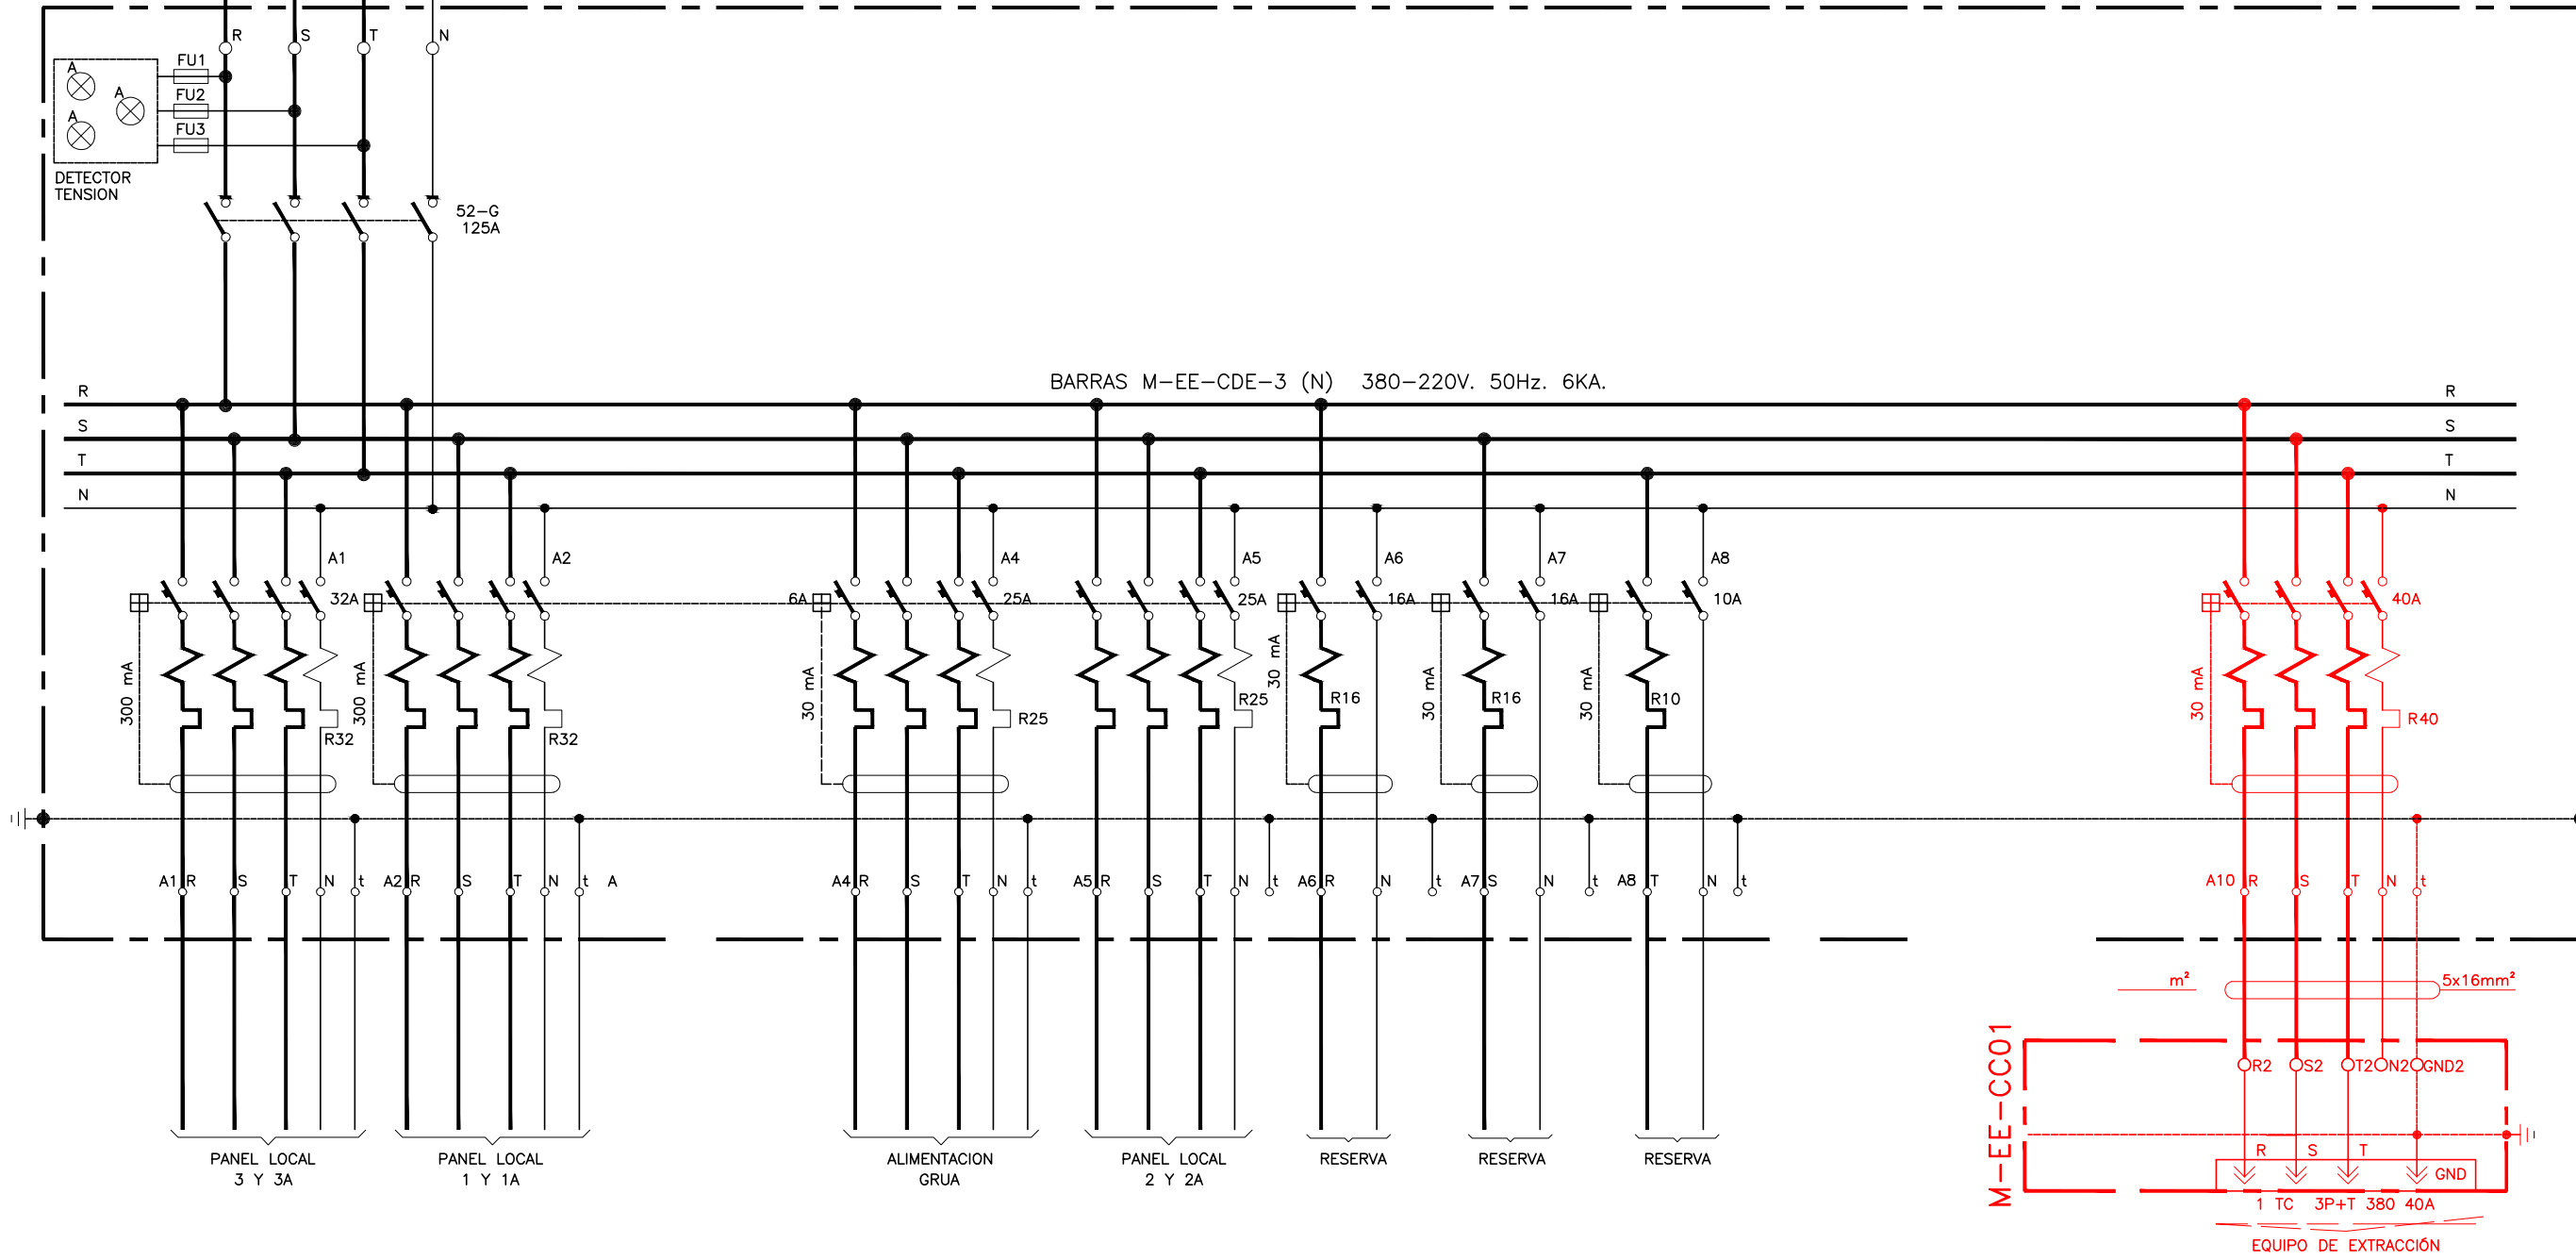 R S T N
FU1
A
A
FU2
A
FU3
DETECTOR
TENSION
52-G
125A
BARRAS M-EE-CDE-3 (N) 380-220V. 50Hz. 6KA.
R R
S S
T T
N N
A1 A2 A4 A5 A6 A7 A8
32A 6A 25A 25A 16A 16A 10A 40A
300 mA 300 mA 30 mA 30 mA 30 mA 30 mA 30 mA
R32 R32 R25 R25 R16 R16 R10 R40
A1 R S T N t A2 R S T N t A A4 R S T N t A5 R S T N t A6 R N t A7 S N t A8 T N t A10 R S T N t
m² 5x16mm²
M-EE-CC01
R2 S2 T2 N2 GND2
R S T
GND
1 TC 3P+T 380 40A
EQUIPO DE EXTRACCIÓN
PANEL LOCAL
3 Y 3A
PANEL LOCAL
1 Y 1A
ALIMENTACION
GRUA
PANEL LOCAL
2 Y 2A
RESERVA
RESERVA
RESERVA